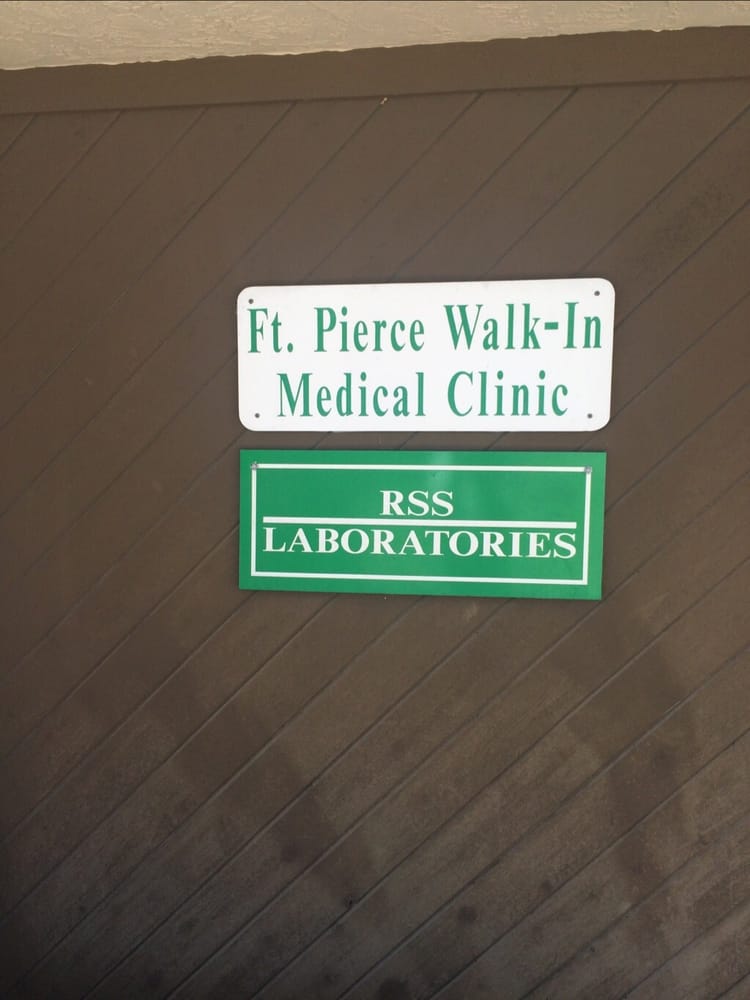 Ft. Pierce Walk-In
Medical Clinic
RSS
LABORATORIES